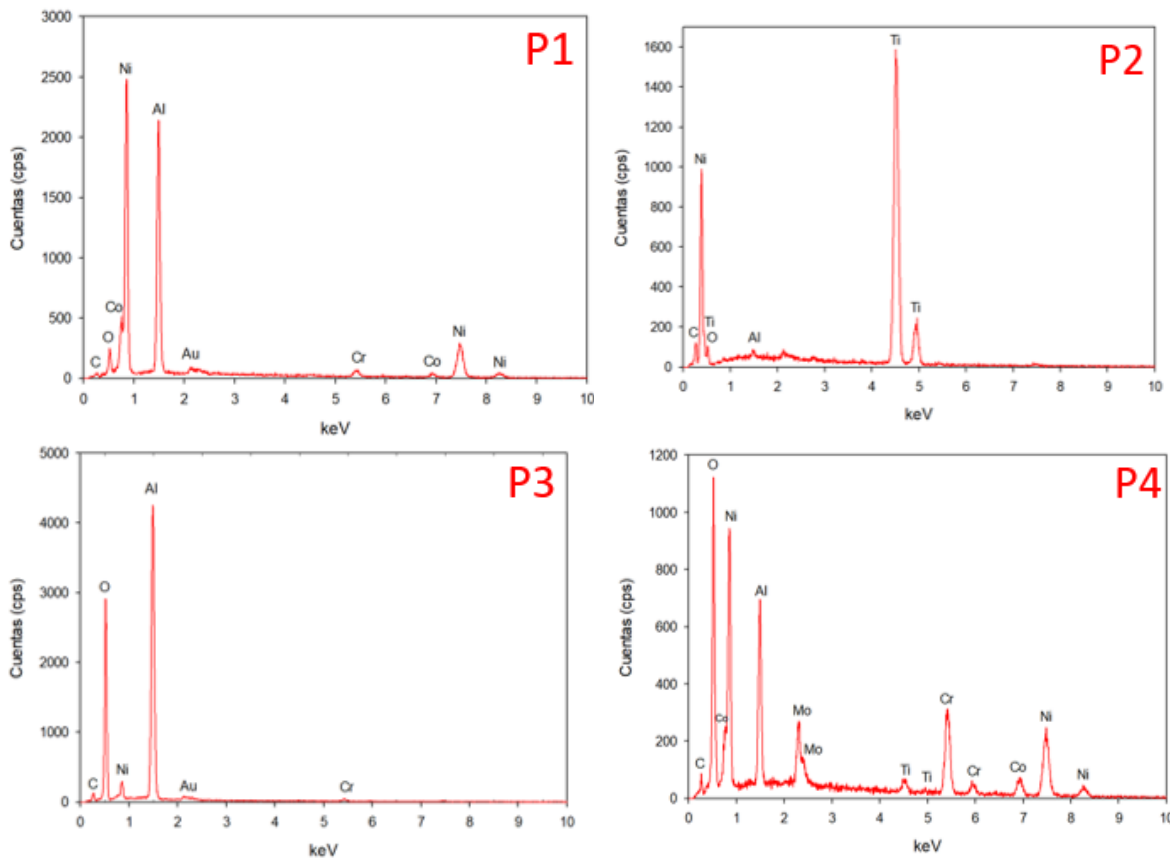 P1
Cuentas (cps)
3000
2500
2000
1500
1000
500
0
Ni
Al
Co
O
C
Au
Cr
Co
Ni
Ni
0 1 2 3 4 5 6 7 8 9 10
keV
P2
Cuentas (cps)
1600
1400
1200
1000
800
600
400
200
0
Ti
Ni
C
Ti
O
Al
Ti
0 1 2 3 4 5 6 7 8 9 10
keV
P3
Cuentas (cps)
5000
4000
3000
2000
1000
0
Al
O
C
Ni
Au
Cr
0 1 2 3 4 5 6 7 8 9 10
keV
P4
Cuentas (cps)
1200
1000
800
600
400
200
0
O
Ni
Al
Co
C
Mo
Mo
Ti
Ti
Cr
Cr
Co
Ni
Ni
0 1 2 3 4 5 6 7 8 9 10
keV